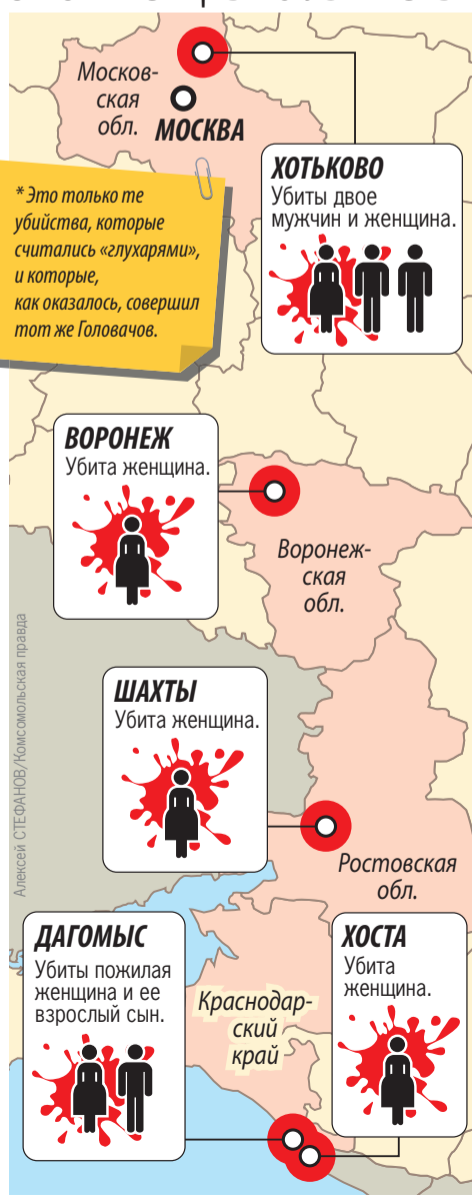 Москов-
ская
обл.
МОСКВА
ХОТЬКОВО
Убиты двое
мужчин и женщина.
* Это только те
убийства, которые
считались «глухарями»,
и которые,
как оказалось, совершил
тот же Головачов.
ВОРОНЕЖ
Убита женщина.
Воронеж-
ская
обл.
ШАХТЫ
Убита женщина.
Ростовская
обл.
ДАГОМЫС
Убиты пожилая
женщина и ее
взрослый сын.
Краснодар-
ский
край
ХОСТА
Убита
женщина.
Алексей СТЕФАНОВ/Комсомольская правда